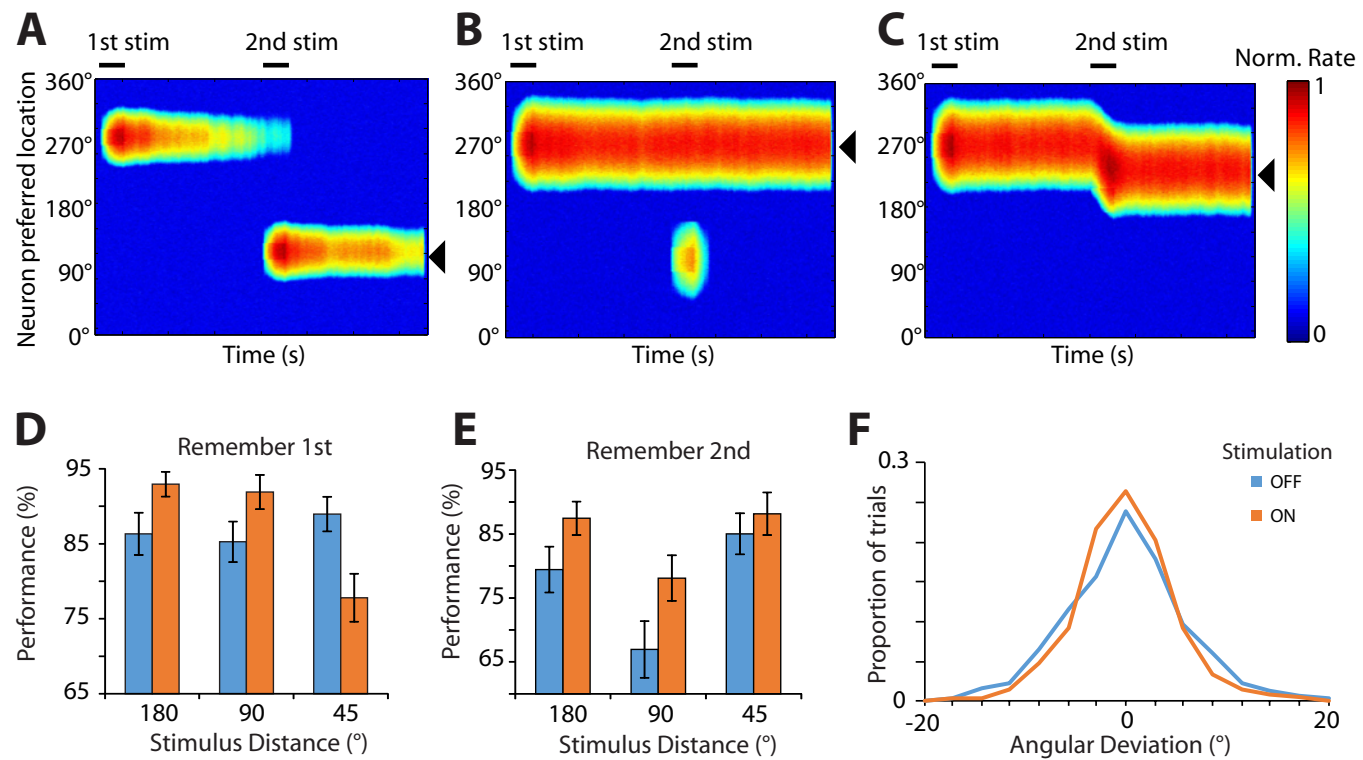 A
1st stim
2nd stim
B
1st stim
2nd stim
C
1st stim
2nd stim
Norm. Rate
1
0
Neuron preferred location
360°
270°
180°
90°
0°
Time (s)
360°
270°
180°
90°
0°
Time (s)
360°
270°
180°
90°
0°
Time (s)
D
Remember 1st
Performance (%)
95
85
75
65
180
90
45
Stimulus Distance (°)
E
Remember 2nd
Performance (%)
95
85
75
65
180
90
45
Stimulus Distance (°)
F
Stimulation
OFF
ON
Proportion of trials
0.3
0
-20
0
20
Angular Deviation (°)